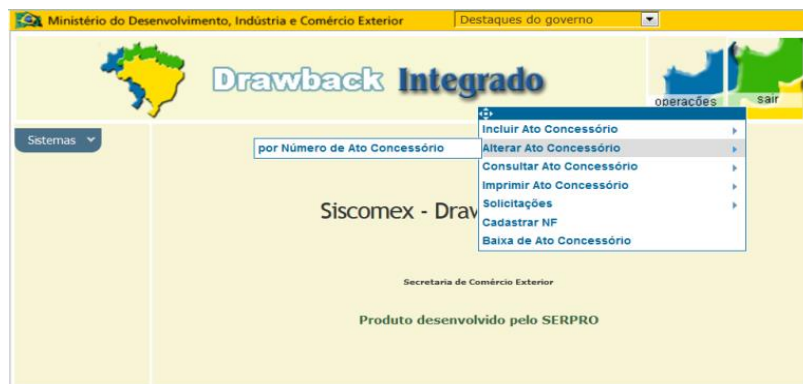 Ministério do Desenvolvimento, Indústria e Comércio Exterior
Destaques do governo
Drawback Integrado
operações
sair
Sistemas
Incluir Ato Concessório
por Número de Ato Concessório
Alterar Ato Concessório
Consultar Ato Concessório
Imprimir Ato Concessório
Solicitações
Cadastrar NF
Baixa de Ato Concessório
Siscomex - Drav
Secretaria de Comércio Exterior
Produto desenvolvido pelo SERPRO